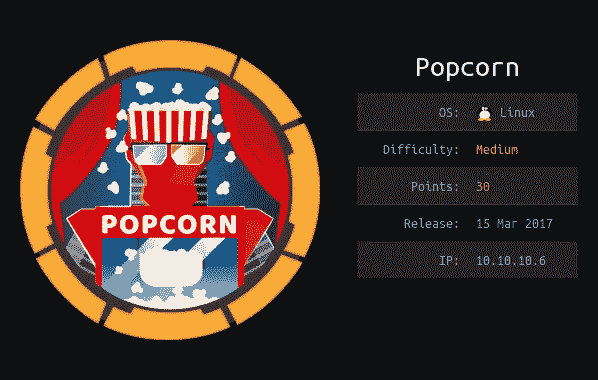 POPCORN
Popcorn
OS: Linux
Difficulty: Medium
Points: 30
Release: 15 Mar 2017
IP: 10.10.10.6